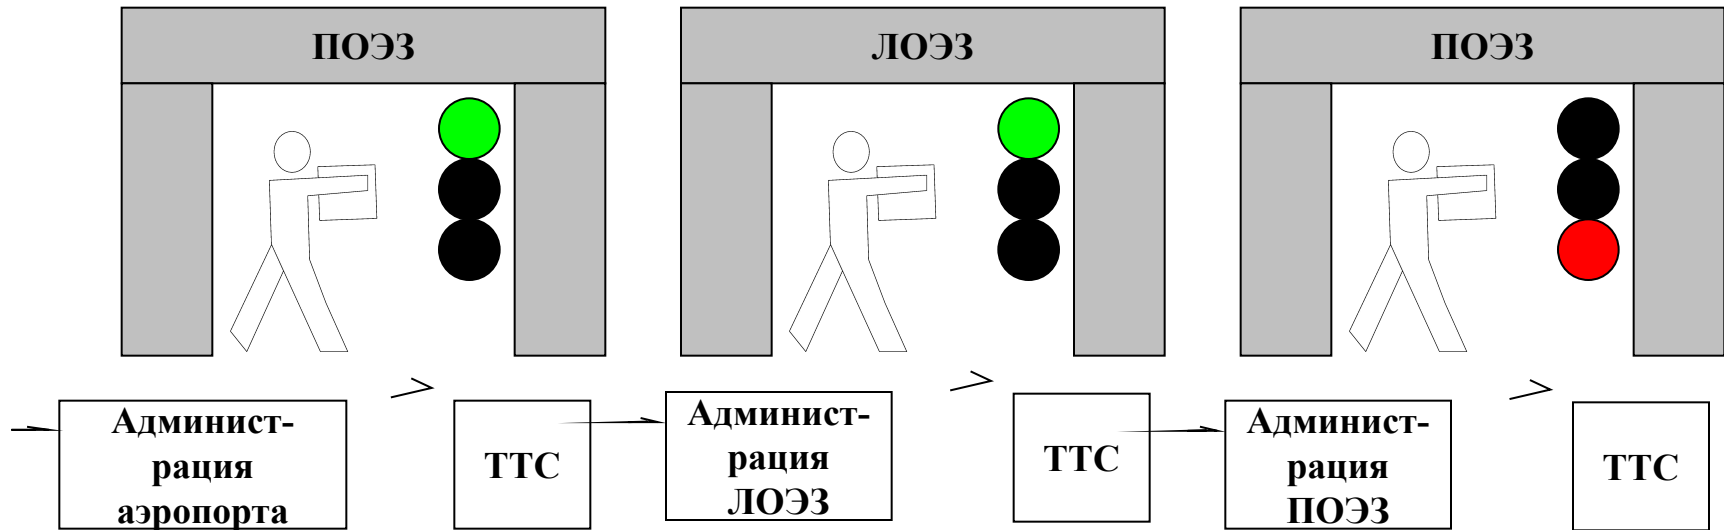 ПОЭЗ
ЛОЭЗ
ПОЭЗ
Админист-
рация
аэропорта
ТТС
Админист-
рация
ЛОЭЗ
ТТС
Админист-
рация
ПОЭЗ
ТТС